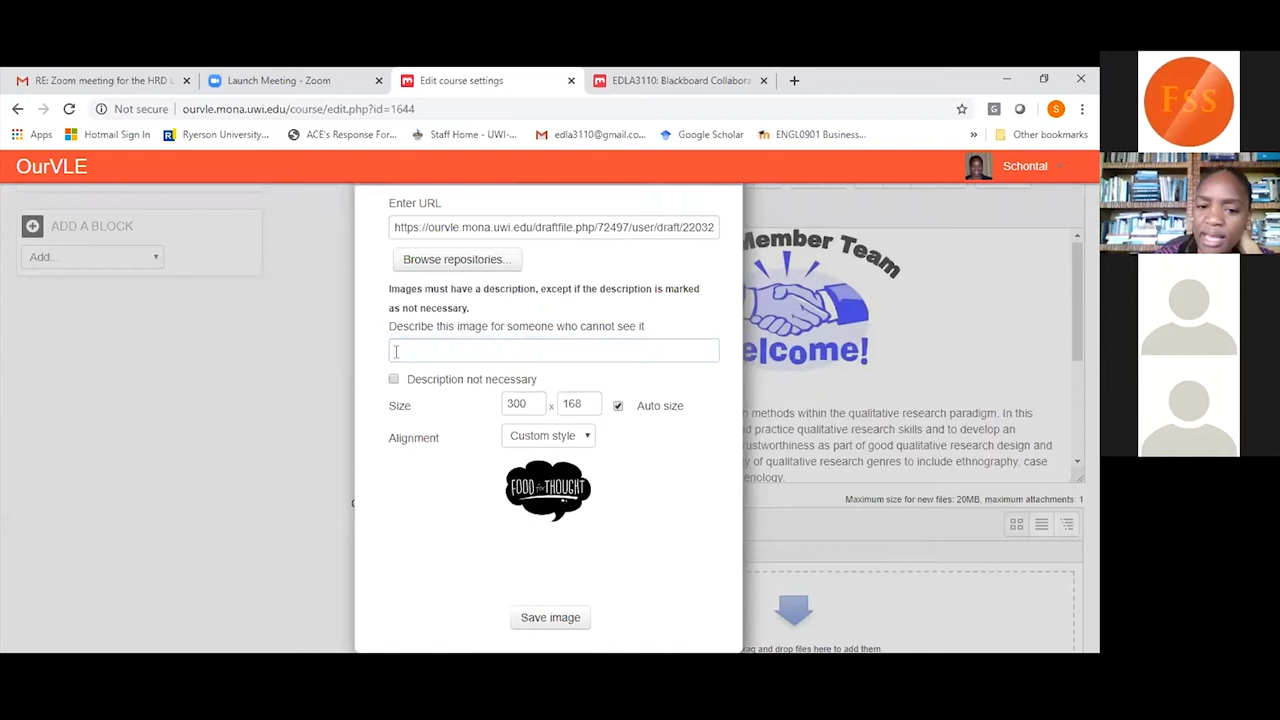 RE: Zoom meeting for the HRD
Launch Meeting - Zoom
Edit course settings
EDLA3110: Blackboard Collabora
Not secure
ourvle.mona.uwi.edu/course/edit.php?id=1644
G
S
Apps
Hotmail Sign In
Ryerson University...
ACE's Response For...
Staff Home - UWI-...
edla3110@gmail.co...
Google Scholar
ENGL0901 Business...
»
Other bookmarks
OurVLE
Schontal
FSS
ADD A BLOCK
Add...
Enter URL
https://ourvle.mona.uwi.edu/draftfile.php/72497/user/draft/22032
Browse repositories...
Images must have a description, except if the description is marked
as not necessary.
Describe this image for someone who cannot see it
Description not necessary
Size
300 x 168
Auto size
Alignment
Custom style
FOOD for THOUGHT
Save image
Member Team
elcome!
h methods within the qualitative research paradigm. In this
d practice qualitative research skills and to develop an
ustworthiness as part of good qualitative research design and
y of qualitative research genres to include ethnography, case
enology.
Maximum size for new files: 20MB, maximum attachments: 1
ag and drop files here to add them.